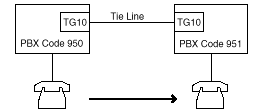 Tie Line
TG10
TG10
PBX Code 950
PBX Code 951